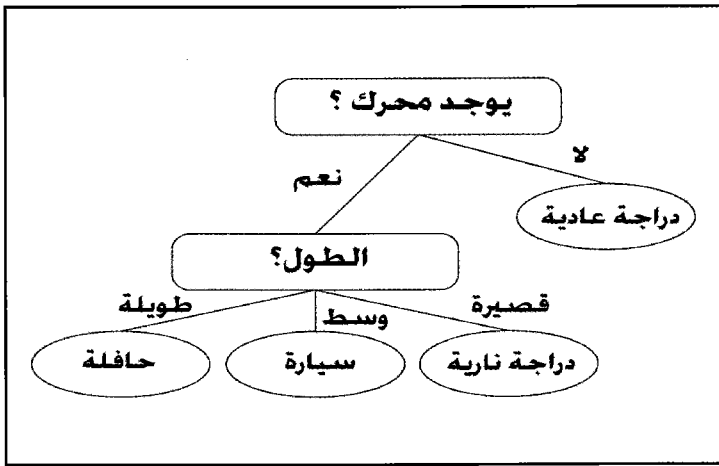 يوجد محرك ؟
لا
نعم
دراجة عادية
الطول؟
قصيرة
وسط
طويلة
دراجة نارية
سيارة
حافلة